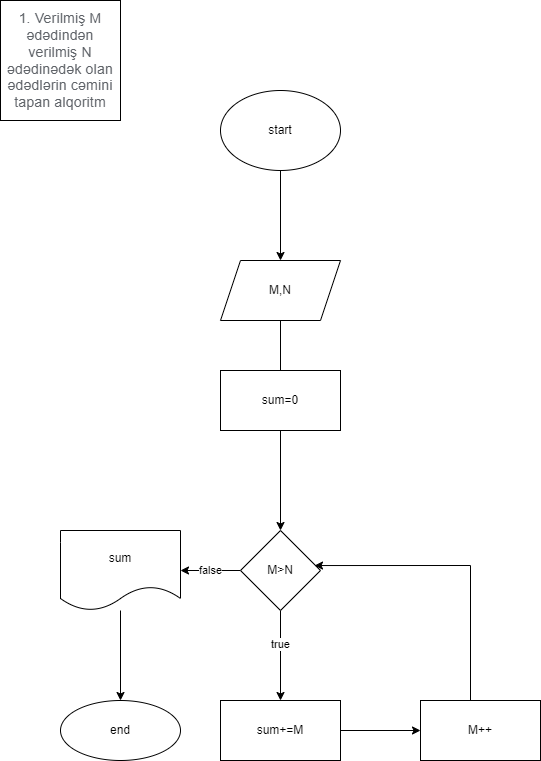 1. Verilmiş M
ədədindən
verilmiş N
ədədinədək olan
ədədlərin cəmini
tapan alqoritm
start
M,N
sum=0
M>N
false
sum
true
end
sum+=M
M++